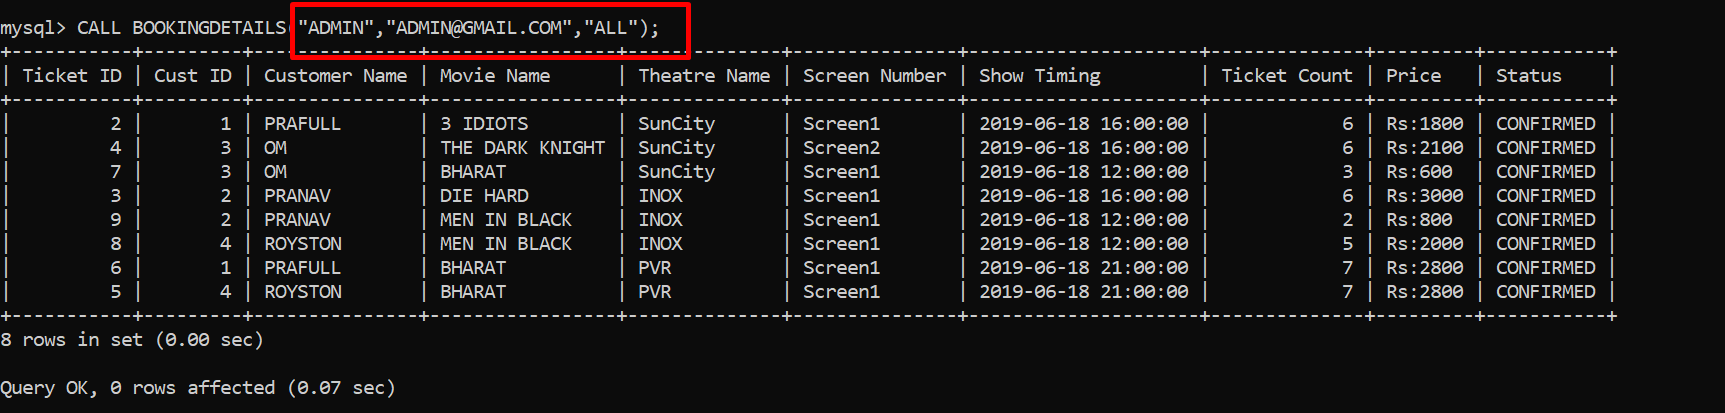 mysql> CALL BOOKINGDETAILS("ADMIN","ADMIN@GMAIL.COM","ALL");
+-----------+---------+---------------+-----------------+--------------+---------------+---------------------+--------------+---------+-----------+
| Ticket ID | Cust ID | Customer Name | Movie Name      | Theatre Name | Screen Number | Show Timing         | Ticket Count | Price   | Status    |
+-----------+---------+---------------+-----------------+--------------+---------------+---------------------+--------------+---------+-----------+
|         2 |       1 | PRAFULL       | 3 IDIOTS        | SunCity      | Screen1       | 2019-06-18 16:00:00 |            6 | Rs:1800 | CONFIRMED |
|         4 |       3 | OM            | THE DARK KNIGHT | SunCity      | Screen2       | 2019-06-18 16:00:00 |            6 | Rs:2100 | CONFIRMED |
|         7 |       3 | OM            | BHARAT          | SunCity      | Screen1       | 2019-06-18 12:00:00 |            3 | Rs:600  | CONFIRMED |
|         3 |       2 | PRANAV        | DIE HARD        | INOX         | Screen1       | 2019-06-18 16:00:00 |            6 | Rs:3000 | CONFIRMED |
|         9 |       2 | PRANAV        | MEN IN BLACK    | INOX         | Screen1       | 2019-06-18 12:00:00 |            2 | Rs:800  | CONFIRMED |
|         8 |       4 | ROYSTON       | MEN IN BLACK    | INOX         | Screen1       | 2019-06-18 12:00:00 |            5 | Rs:2000 | CONFIRMED |
|         6 |       1 | PRAFULL       | BHARAT          | PVR          | Screen1       | 2019-06-18 21:00:00 |            7 | Rs:2800 | CONFIRMED |
|         5 |       4 | ROYSTON       | BHARAT          | PVR          | Screen1       | 2019-06-18 21:00:00 |            7 | Rs:2800 | CONFIRMED |
+-----------+---------+---------------+-----------------+--------------+---------------+---------------------+--------------+---------+-----------+
8 rows in set (0.00 sec)
Query OK, 0 rows affected (0.07 sec)